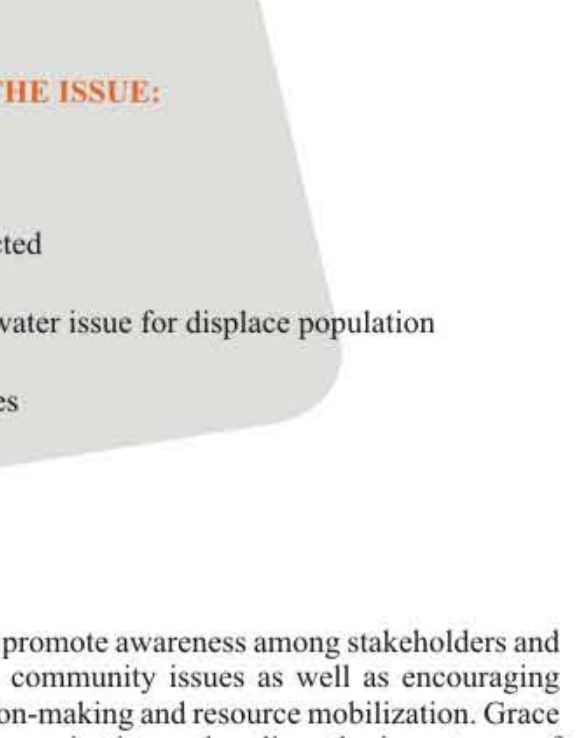 THE ISSUE:
cted
water issue for displace population
es
promote awareness among stakeholders and
community issues as well as encouraging
on-making and resource mobilization. Grace